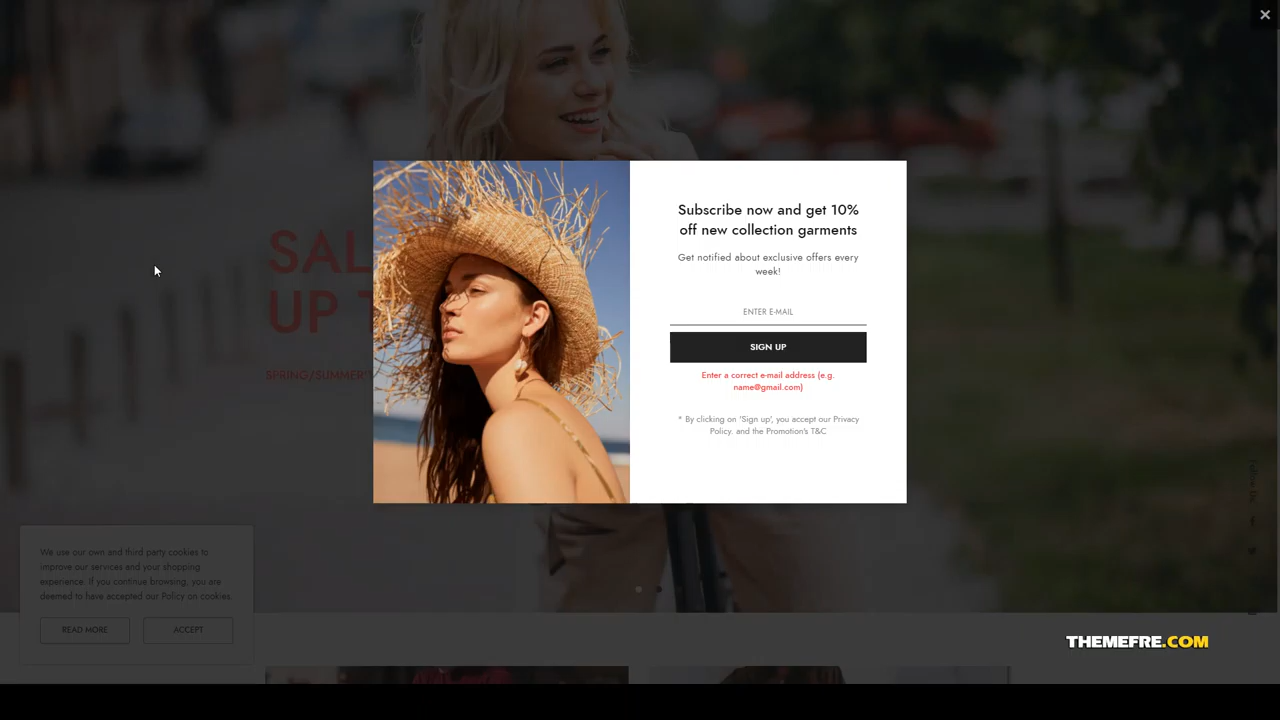 Subscribe now and get 10%
off new collection garments
Get notified about exclusive offers every
week!
ENTER E-MAIL
SIGN UP
Enter a correct e-mail address (e.g.
name@gmail.com)
* By clicking on 'Sign up', you accept our Privacy
Policy. and the Promotion's T&C
SAL
UP T
SPRING/SUMMER
Follow Us
We use our own and third party cookies to
improve our services and your shopping
experience. If you continue browsing, you are
deemed to have accepted our Policy on cookies.
READ MORE
ACCEPT
THEMEFRE.COM